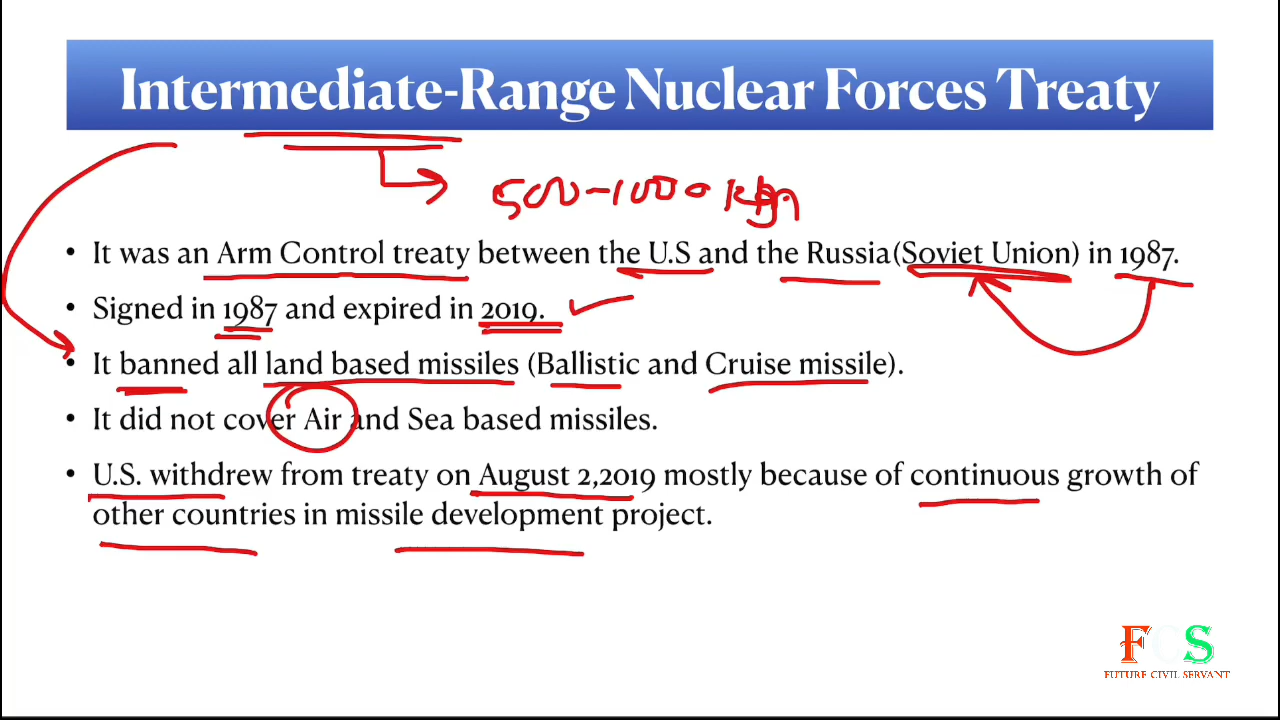 Intermediate-Range Nuclear Forces Treaty
500-1000 km
• It was an Arm Control treaty between the U.S and the Russia(Soviet Union) in 1987.
• Signed in 1987 and expired in 2019.
• It banned all land based missiles (Ballistic and Cruise missile).
• It did not cover Air and Sea based missiles.
• U.S. withdrew from treaty on August 2,2019 mostly because of continuous growth of
other countries in missile development project.
FCS
FUTURE CIVIL SERVANT